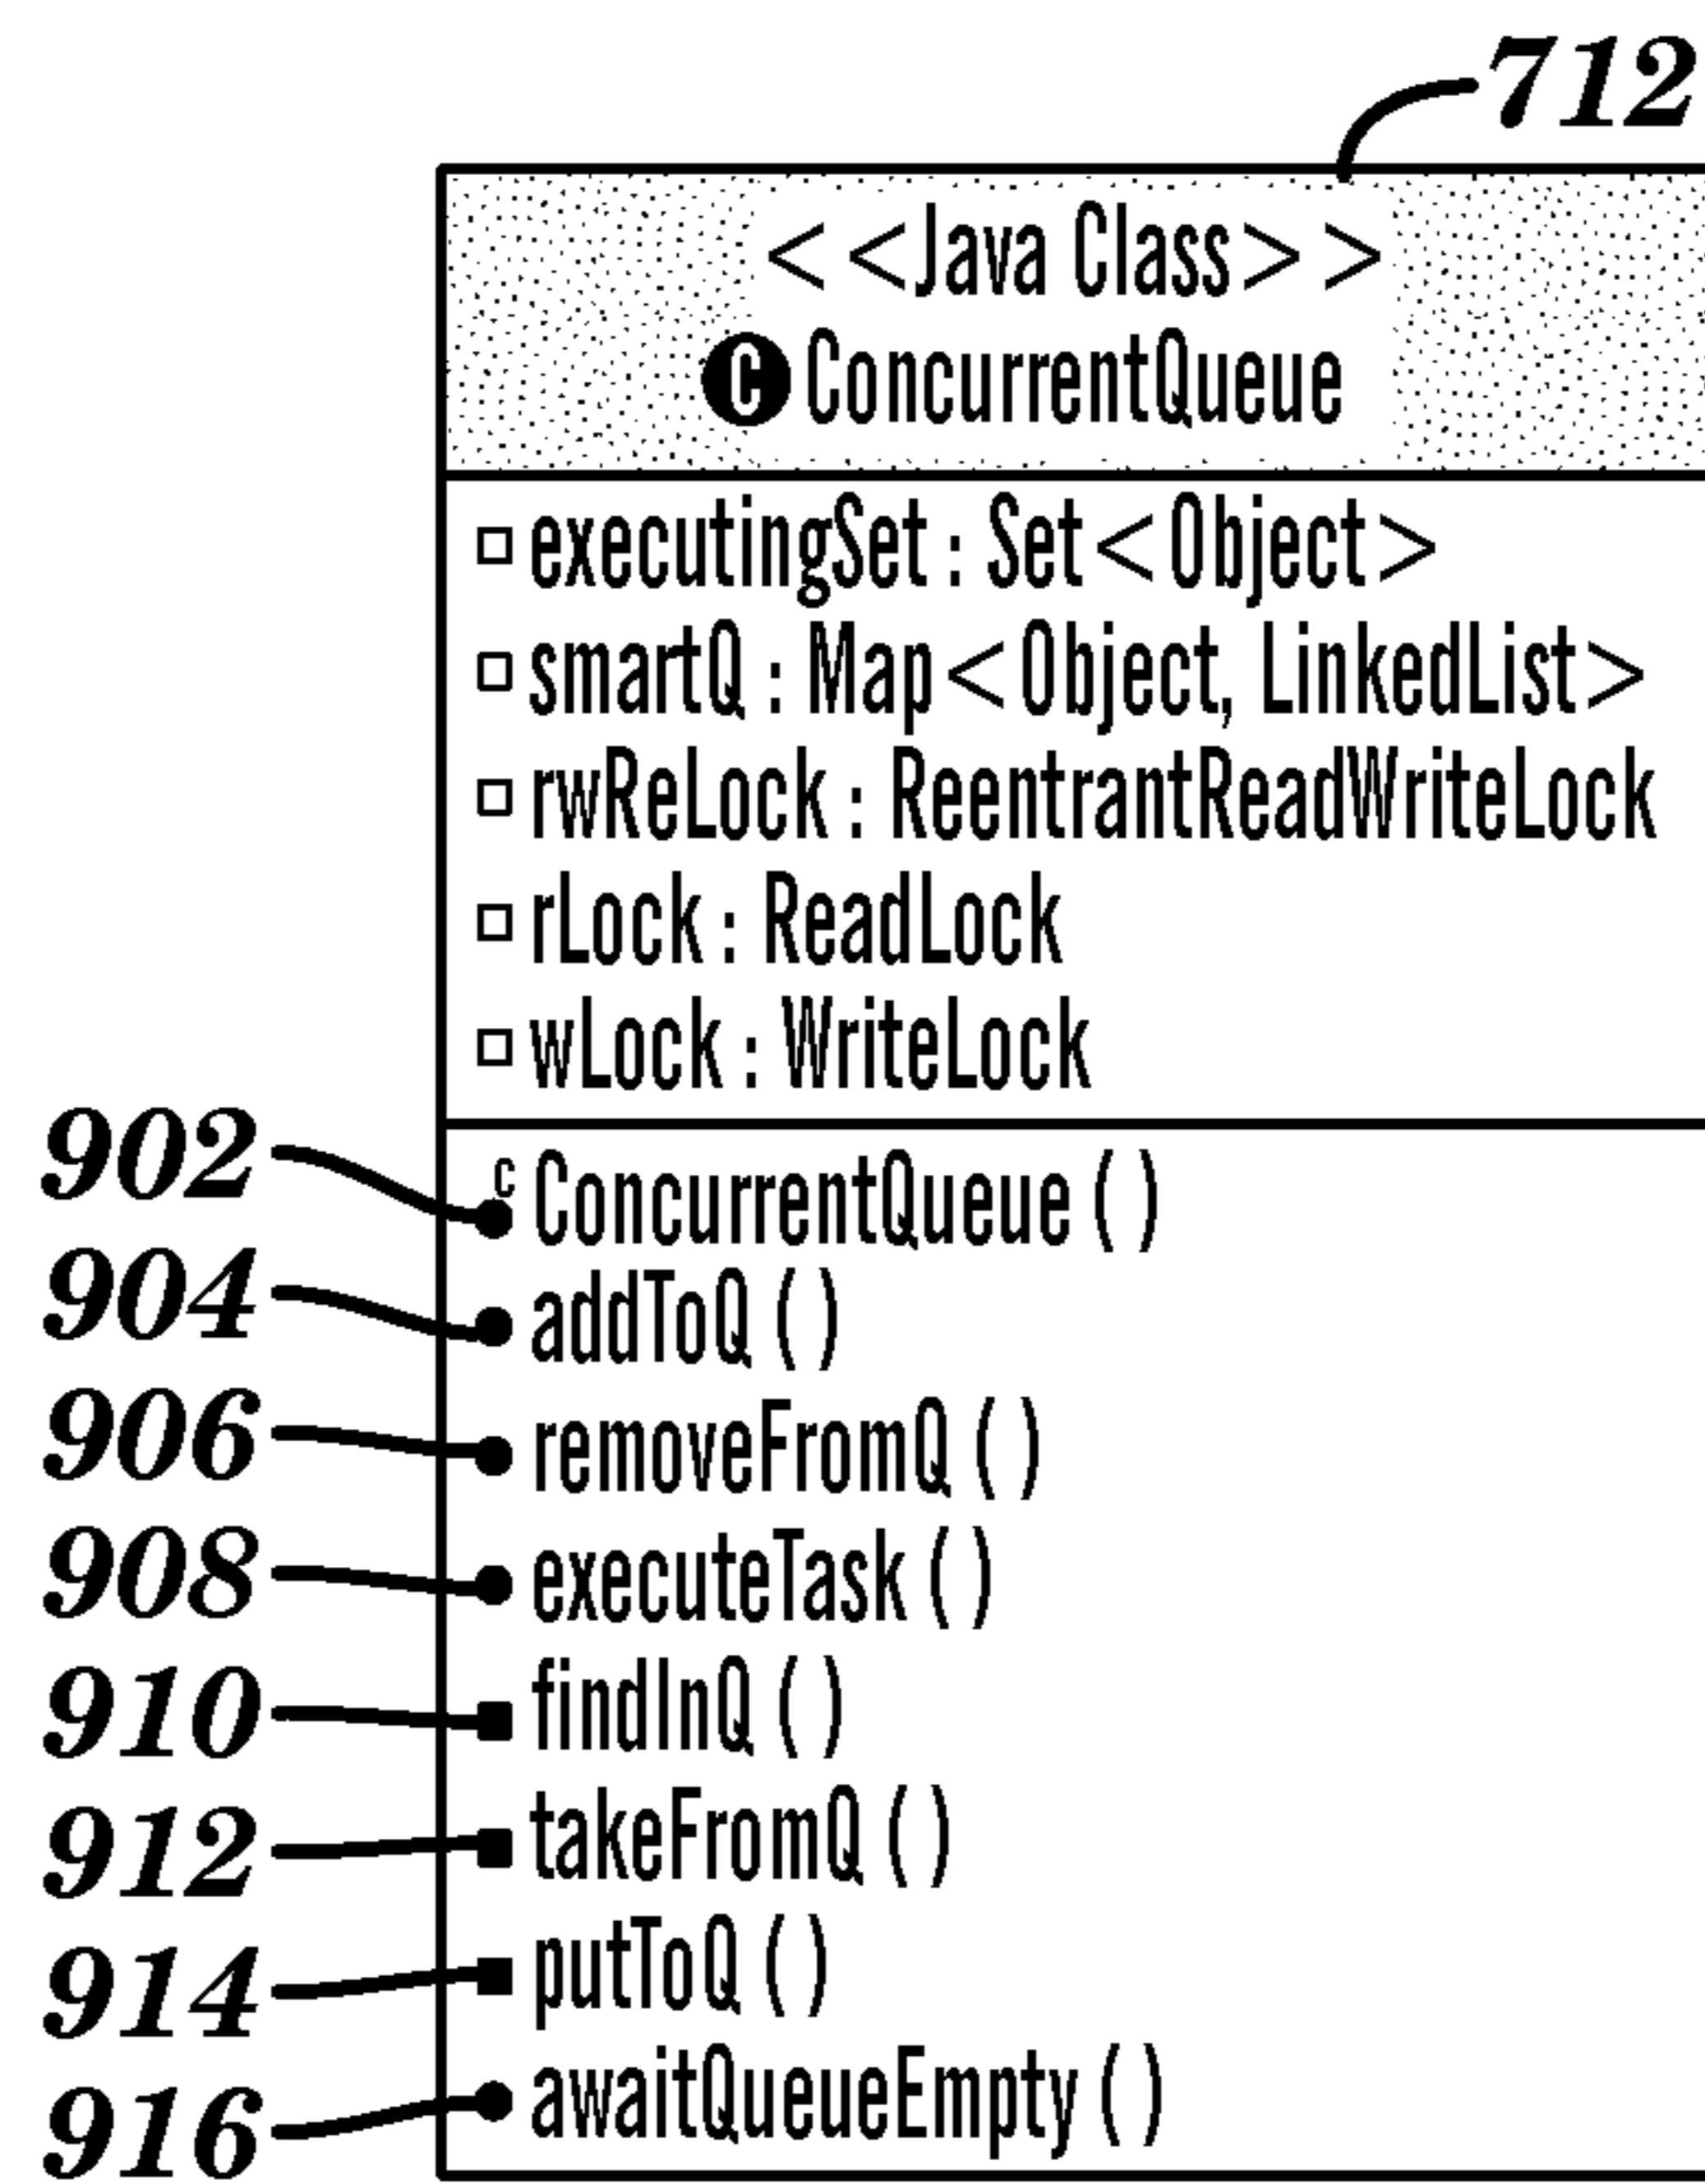 712
< <Java Class> >
C ConcurrentQueue
executingSet : Set<Object>
smartQ : Map<Object, LinkedList>
rwReLock : ReentrantReadWriteLock
rLock : ReadLock
wLock : WriteLock
902 C ConcurrentQueue ( )
904 addToQ ( )
906 removeFromQ ( )
908 executeTask ( )
910 findInQ ( )
912 takeFromQ ( )
914 putToQ ( )
916 awaitQueueEmpty ( )